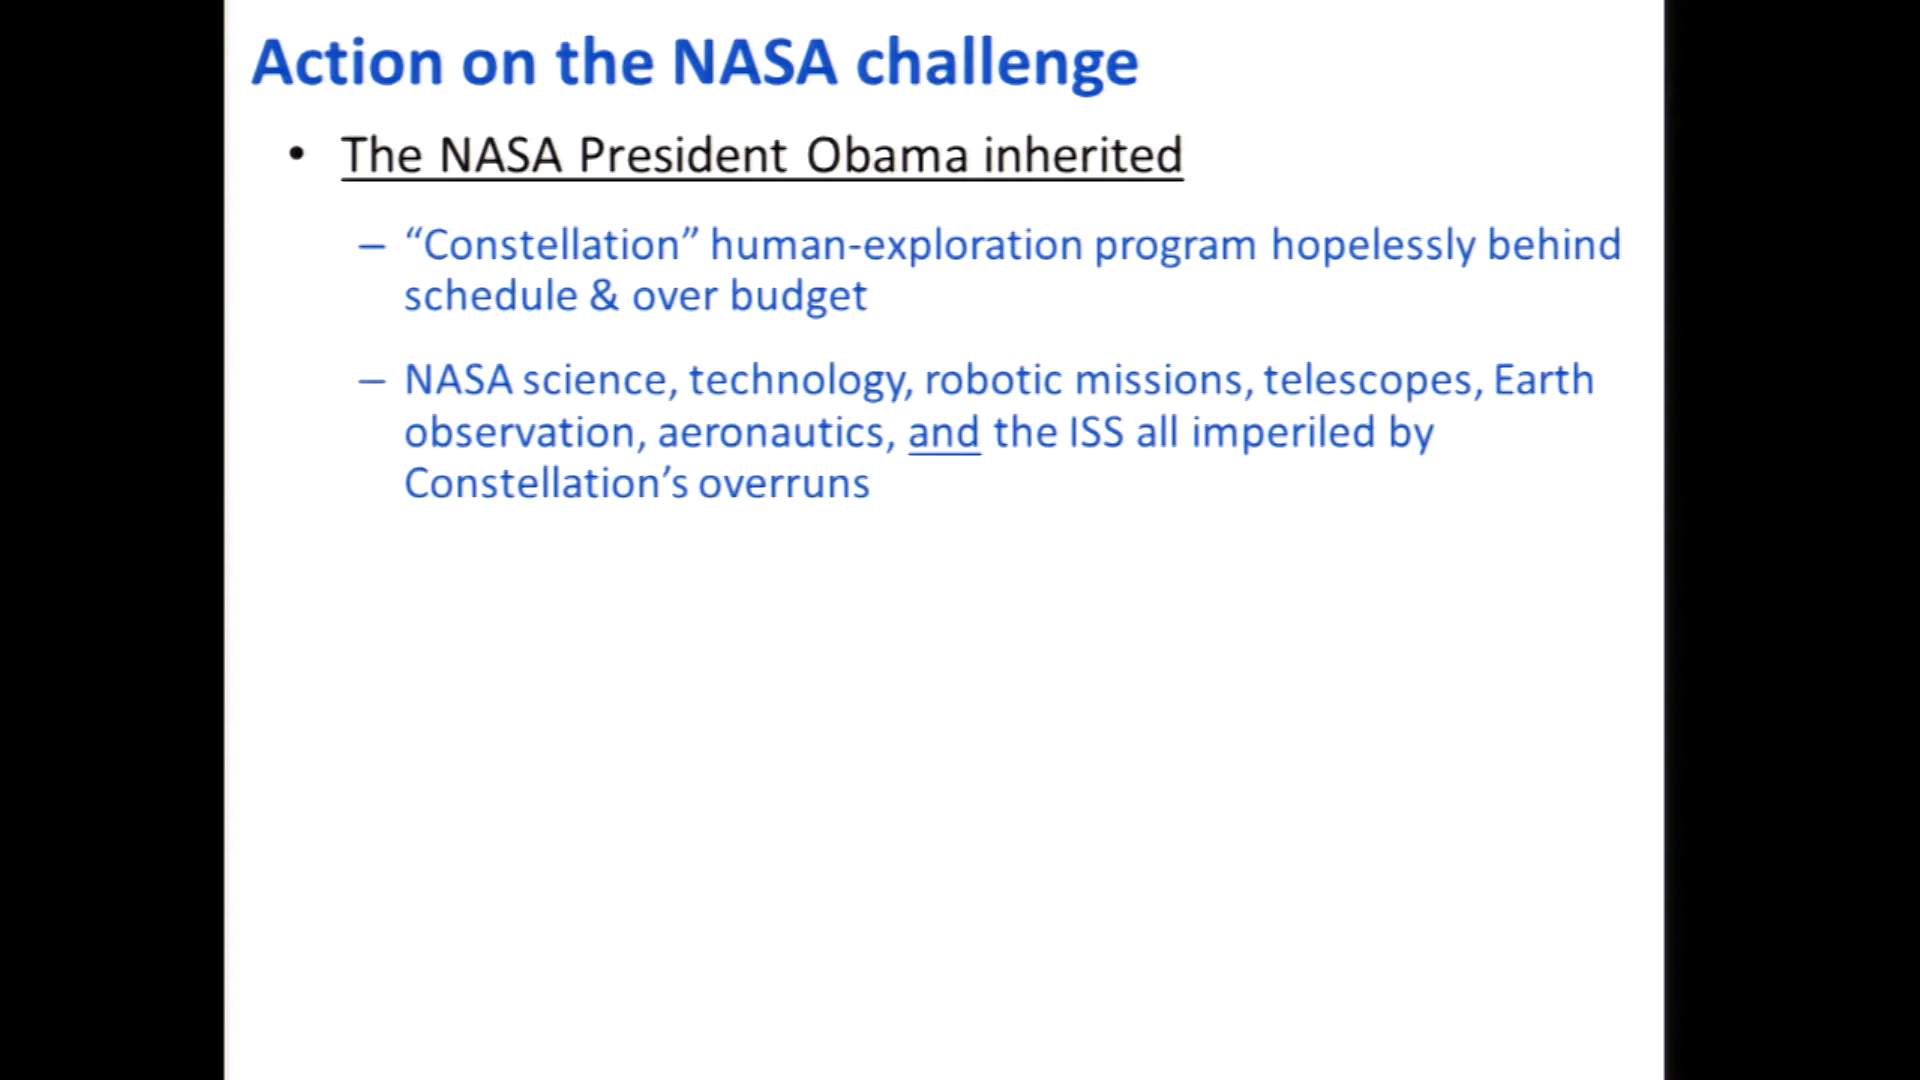 Action on the NASA challenge
• The NASA President Obama inherited
– “Constellation” human-exploration program hopelessly behind
schedule & over budget
– NASA science, technology, robotic missions, telescopes, Earth
observation, aeronautics, and the ISS all imperiled by
Constellation’s overruns